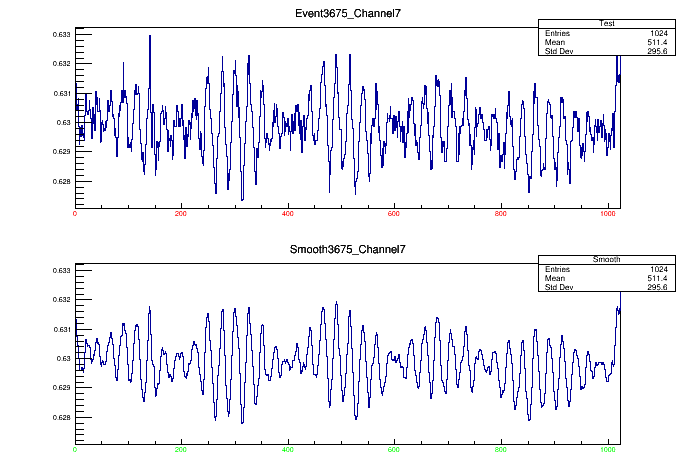 Event3675_Channel7
Test
Entries 1024
Mean 511.4
Std Dev 295.6
0.633
0.632
0.631
0.63
0.629
0.628
0 200 400 600 800 1000
Smooth3675_Channel7
Smooth
Entries 1024
Mean 511.4
Std Dev 295.6
0.633
0.632
0.631
0.63
0.629
0.628
0 200 400 600 800 1000